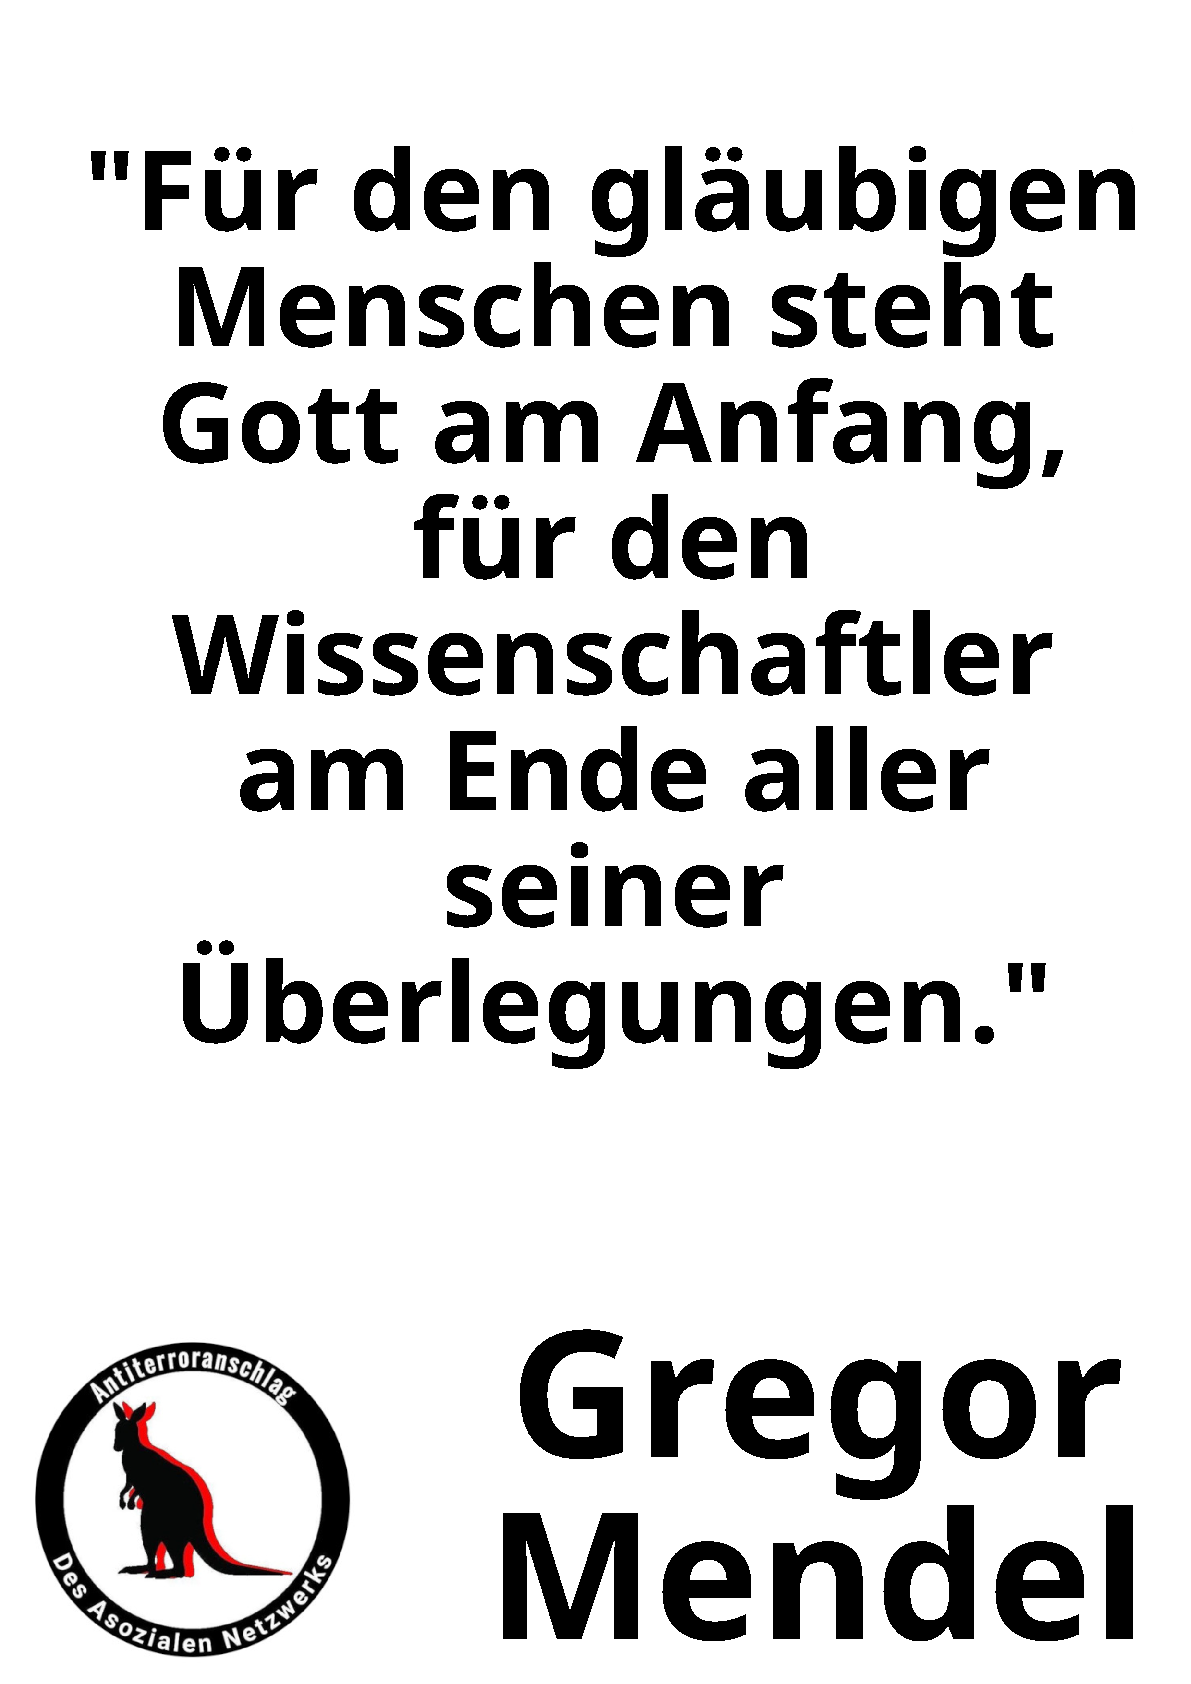 "Für den gläubigen
Menschen steht
Gott am Anfang,
für den
Wissenschaftler
am Ende aller
seiner
Überlegungen."
Gregor
Mendel
Antiterroranschlag
Des Asozialen Netzwerks